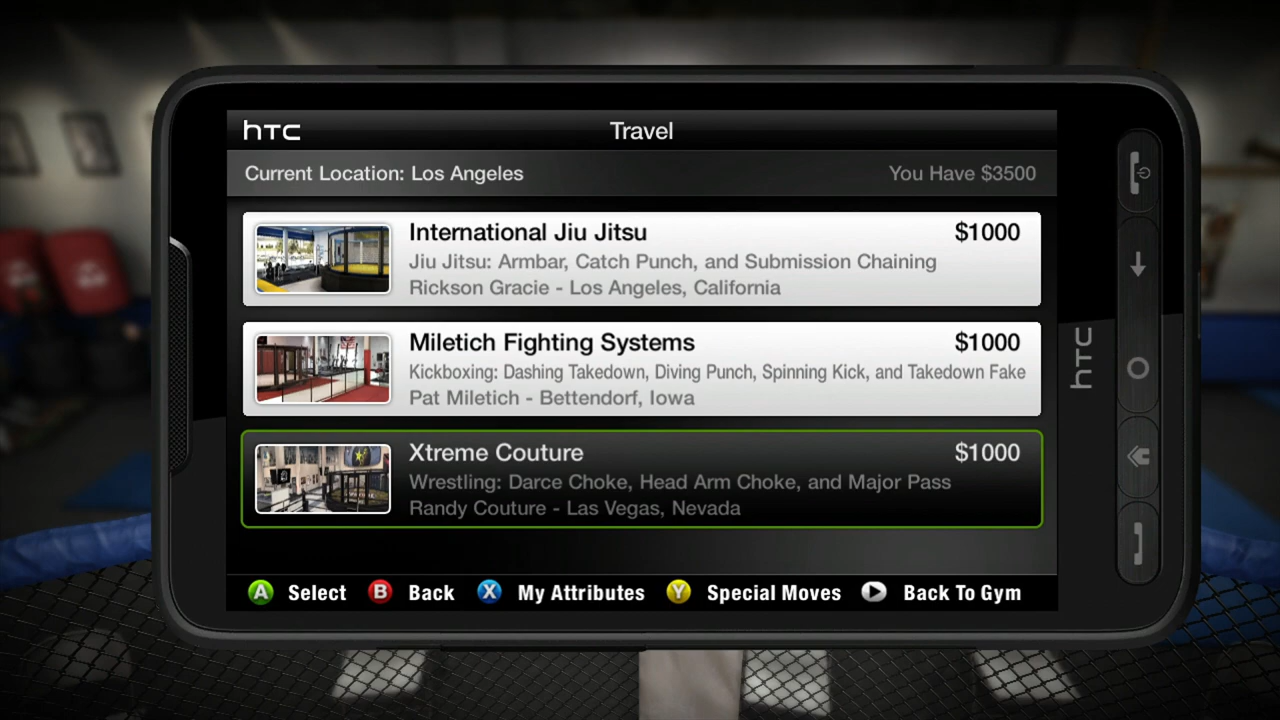 hTC
Travel
Current Location: Los Angeles
You Have $3500
International Jiu Jitsu
$1000
Jiu Jitsu: Armbar, Catch Punch, and Submission Chaining
Rickson Gracie - Los Angeles, California
Miletich Fighting Systems
$1000
Kickboxing: Dashing Takedown, Diving Punch, Spinning Kick, and Takedown Fake
Pat Miletich - Bettendorf, Iowa
Xtreme Couture
$1000
Wrestling: Darce Choke, Head Arm Choke, and Major Pass
Randy Couture - Las Vegas, Nevada
A Select B Back X My Attributes Y Special Moves Back To Gym
hTC